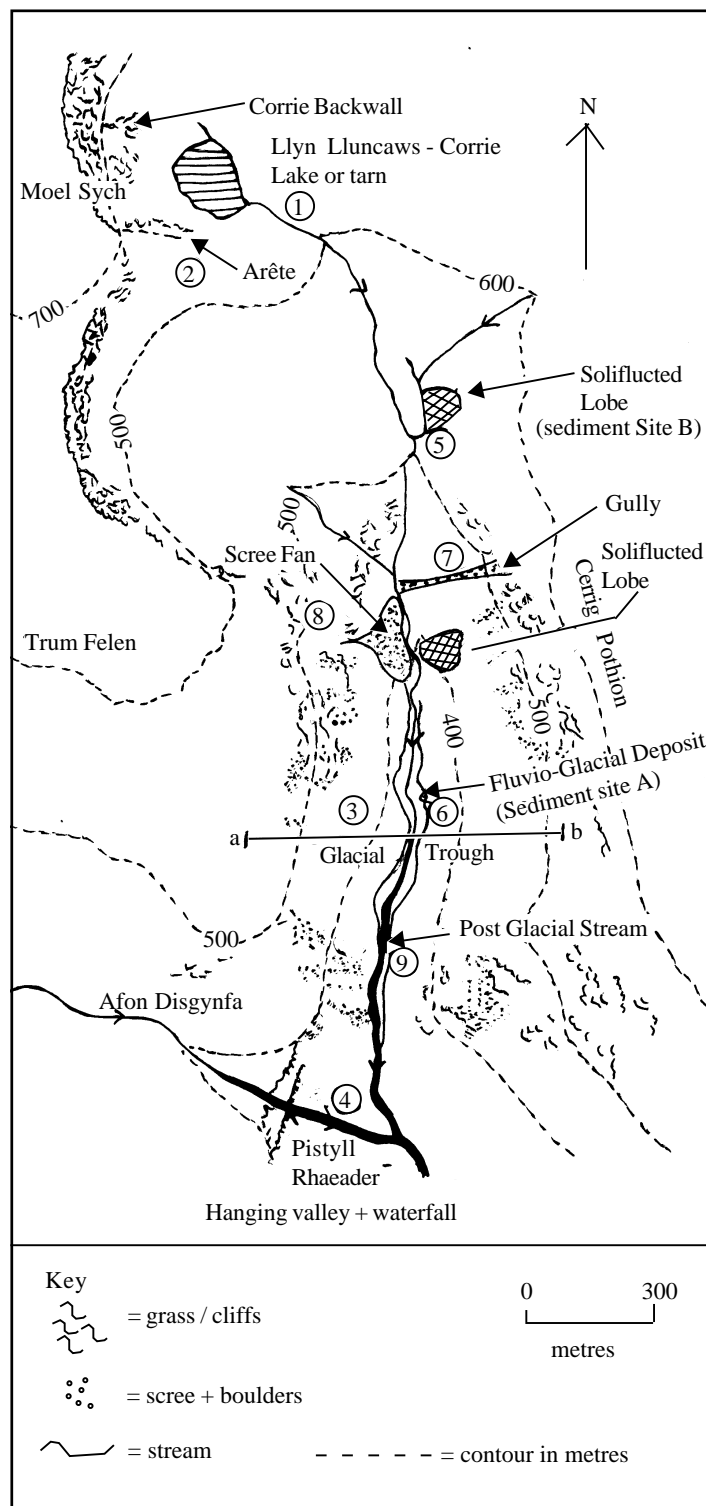 Corrie Backwall
N
Llyn Lluncaws - Corrie
Lake or tarn
Moel Sych
1
2
Arête
600
700
Soliflucted
Lobe
(sediment Site B)
500
5
500
Gully
Scree Fan
7
Soliflucted
Lobe
8
Cerrig Pothion
Trum Felen
500
400
Fluvio-Glacial Deposit
(Sediment site A)
3
6
a
b
Glacial Trough
500
Post Glacial Stream
9
Afon Disgynfa
4
Pistyll
Rhaeader
Hanging valley + waterfall
Key
= grass / cliffs
0 300
metres
= scree + boulders
= stream
= contour in metres